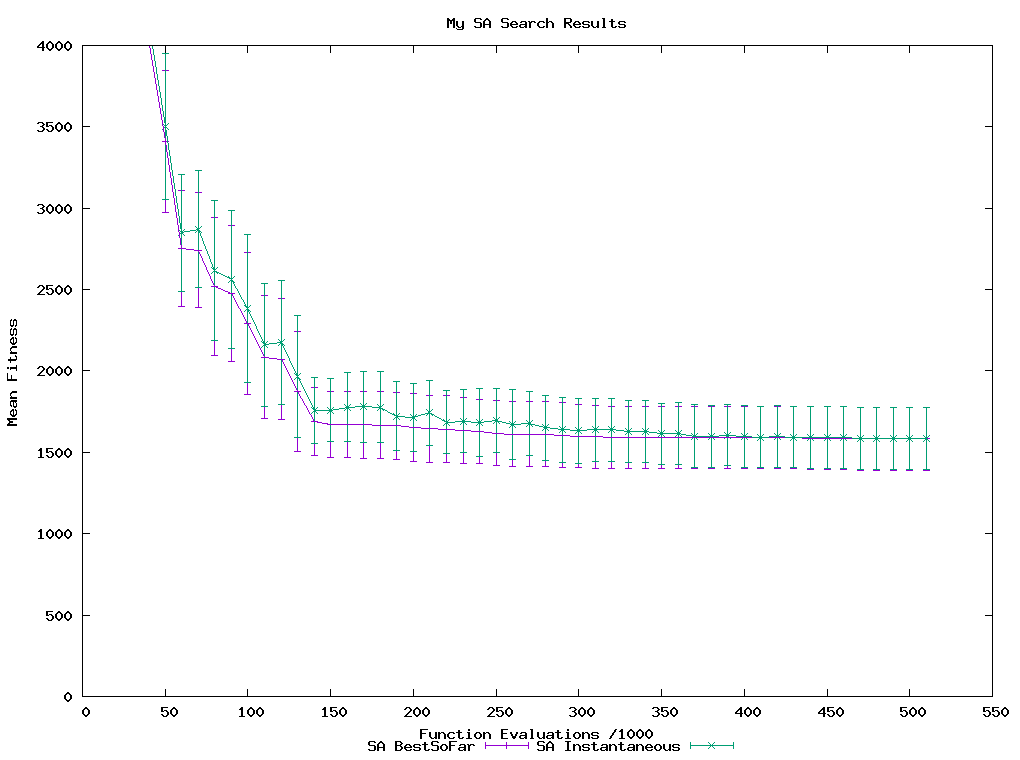 My SA Search Results
4000
3500
3000
2500
2000
1500
1000
500
0
Mean Fitness
0 50 100 150 200 250 300 350 400 450 500 550
Function Evaluations /1000
SA BestSoFar SA Instantaneous